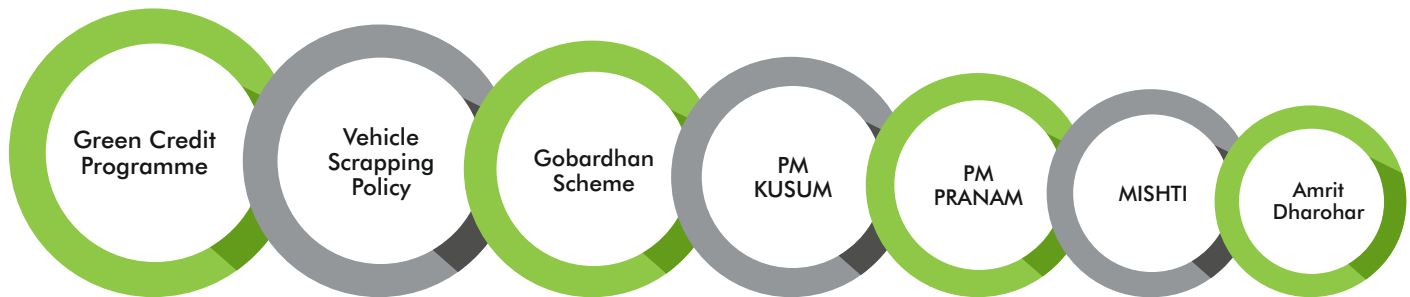 Green Credit
Programme
Vehicle
Scrapping
Policy
Gobardhan
Scheme
PM
KUSUM
PM
PRANAM
MISHTI
Amrit
Dharohar